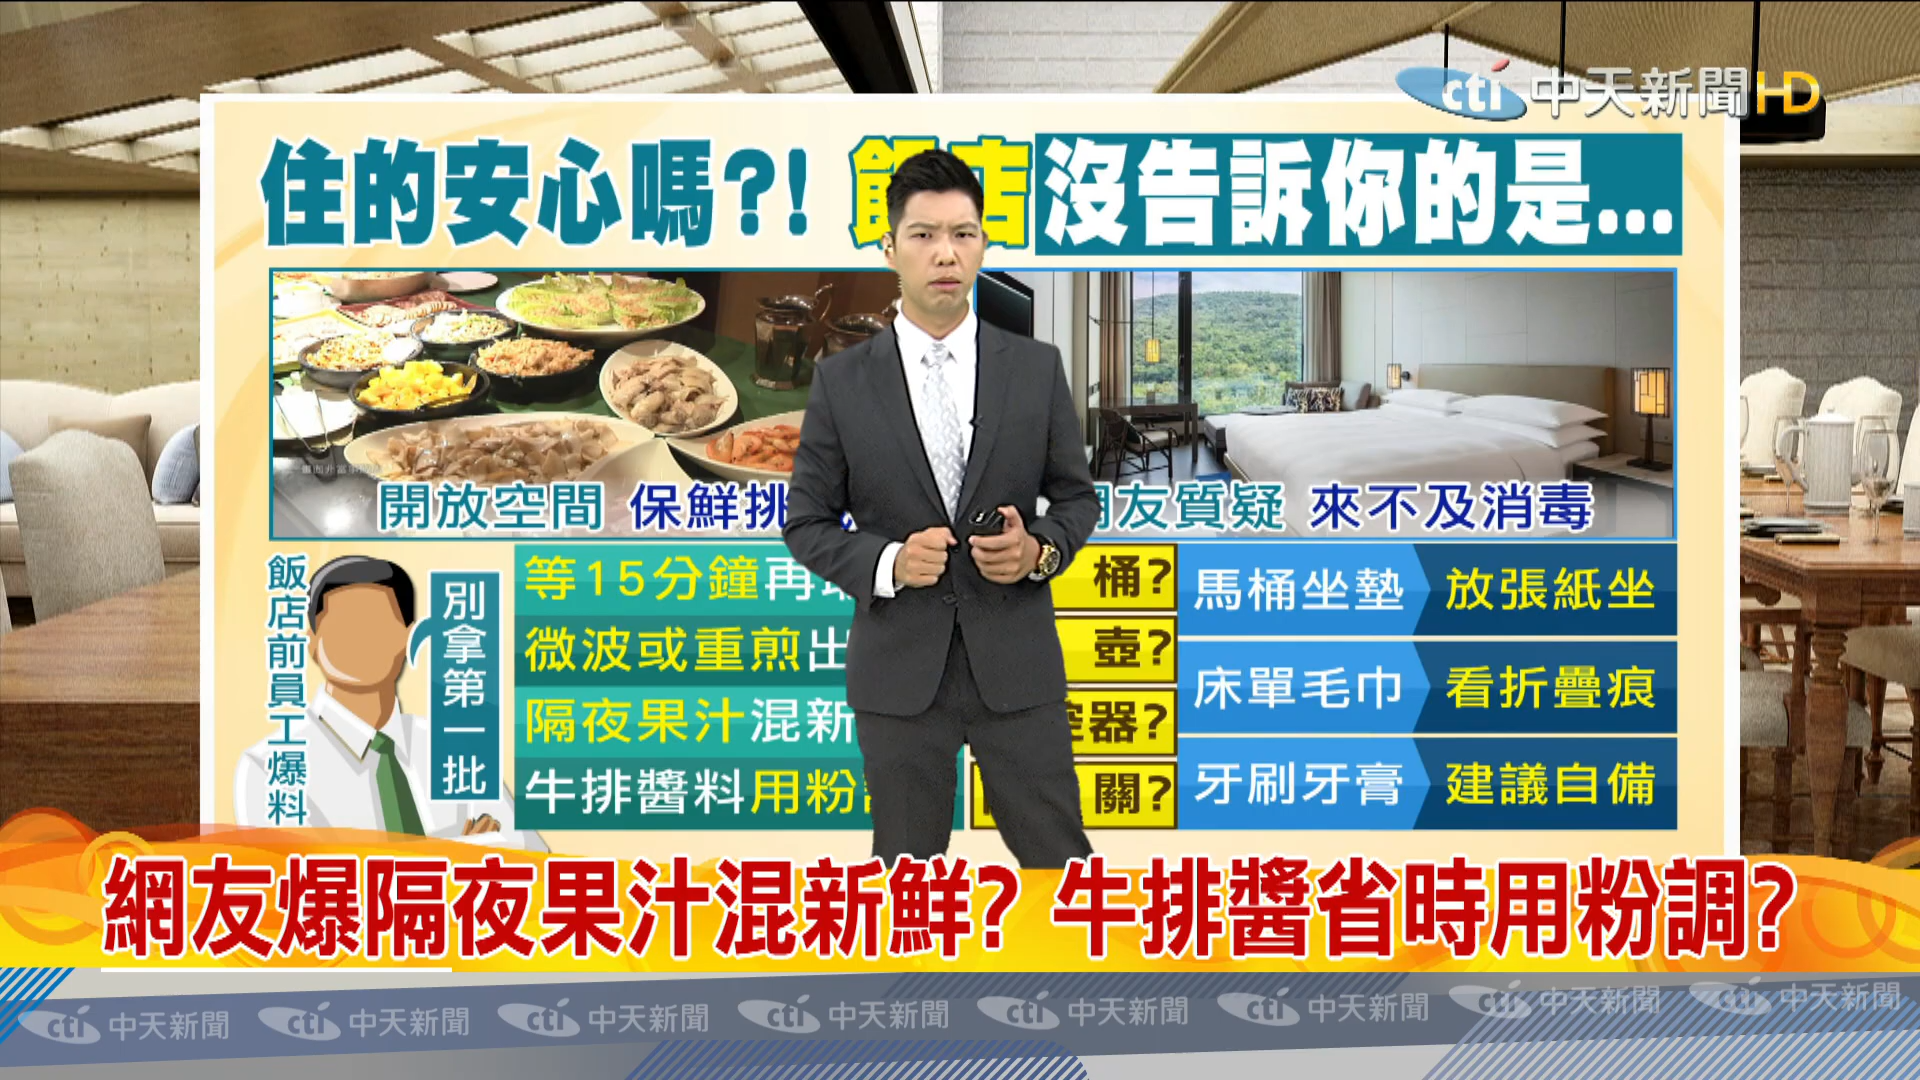 cti 中天新聞 HD
住的安心嗎?! 飯店沒告訴你的是...
開放空間 保鮮挑
網友質疑 來不及消毒
飯店前員工爆料
別拿第一批
等15分鐘再
微波或重煎出
隔夜果汁混新
牛排醬料用粉
桶?
壺?
器?
關?
馬桶坐墊 放張紙坐
床單毛巾 看折疊痕
牙刷牙膏 建議自備
網友爆隔夜果汁混新鮮? 牛排醬省時用粉調?
cti 中天新聞 cti 中天新聞 cti 中天新聞 cti 中天新聞 cti 中天新聞 cti 中天新聞 cti 中天新聞 cti 中天新聞